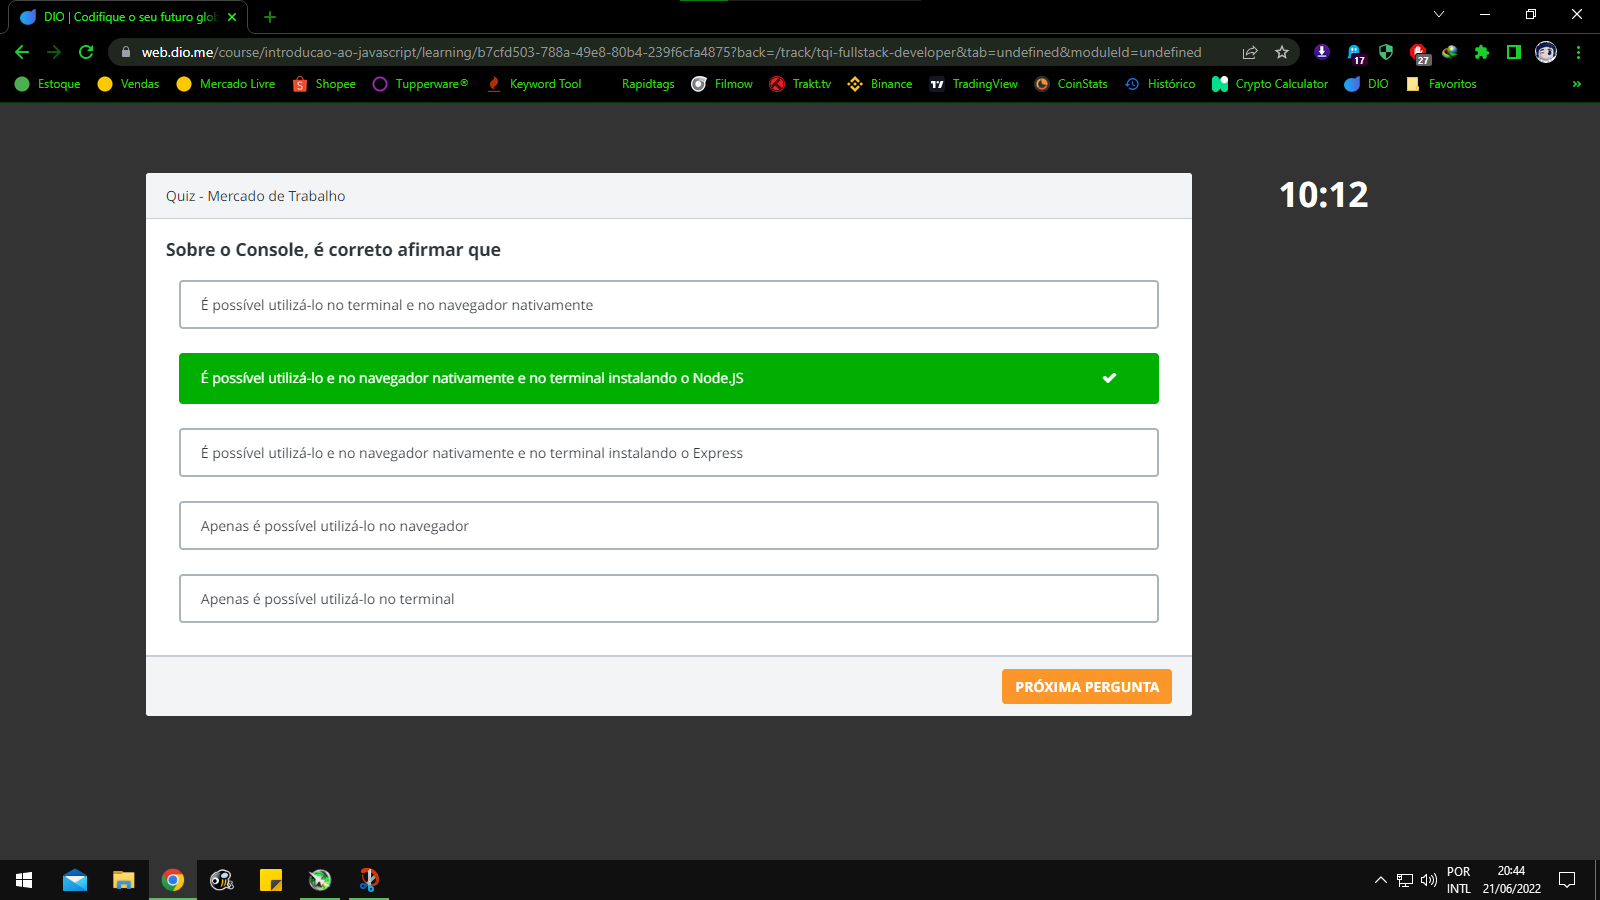 DIO | Codifique o seu futuro glob
web.dio.me/course/introducao-ao-javascript/learning/b7cfd503-788a-49e8-80b4-239f6cfa4875?back=/track/tqi-fullstack-developer&tab=undefined&moduleId=undefined
17
27
Estoque
Vendas
Mercado Livre
Shopee
Tupperware®
Keyword Tool
Rapidtags
Filmow
Trakt.tv
Binance
TradingView
CoinStats
Histórico
Crypto Calculator
DIO
Favoritos
»
Quiz - Mercado de Trabalho
10:12
Sobre o Console, é correto afirmar que
É possível utilizá-lo no terminal e no navegador nativamente
É possível utilizá-lo e no navegador nativamente e no terminal instalando o Node.JS
É possível utilizá-lo e no navegador nativamente e no terminal instalando o Express
Apenas é possível utilizá-lo no navegador
Apenas é possível utilizá-lo no terminal
PRÓXIMA PERGUNTA
POR
INTL
20:44
21/06/2022